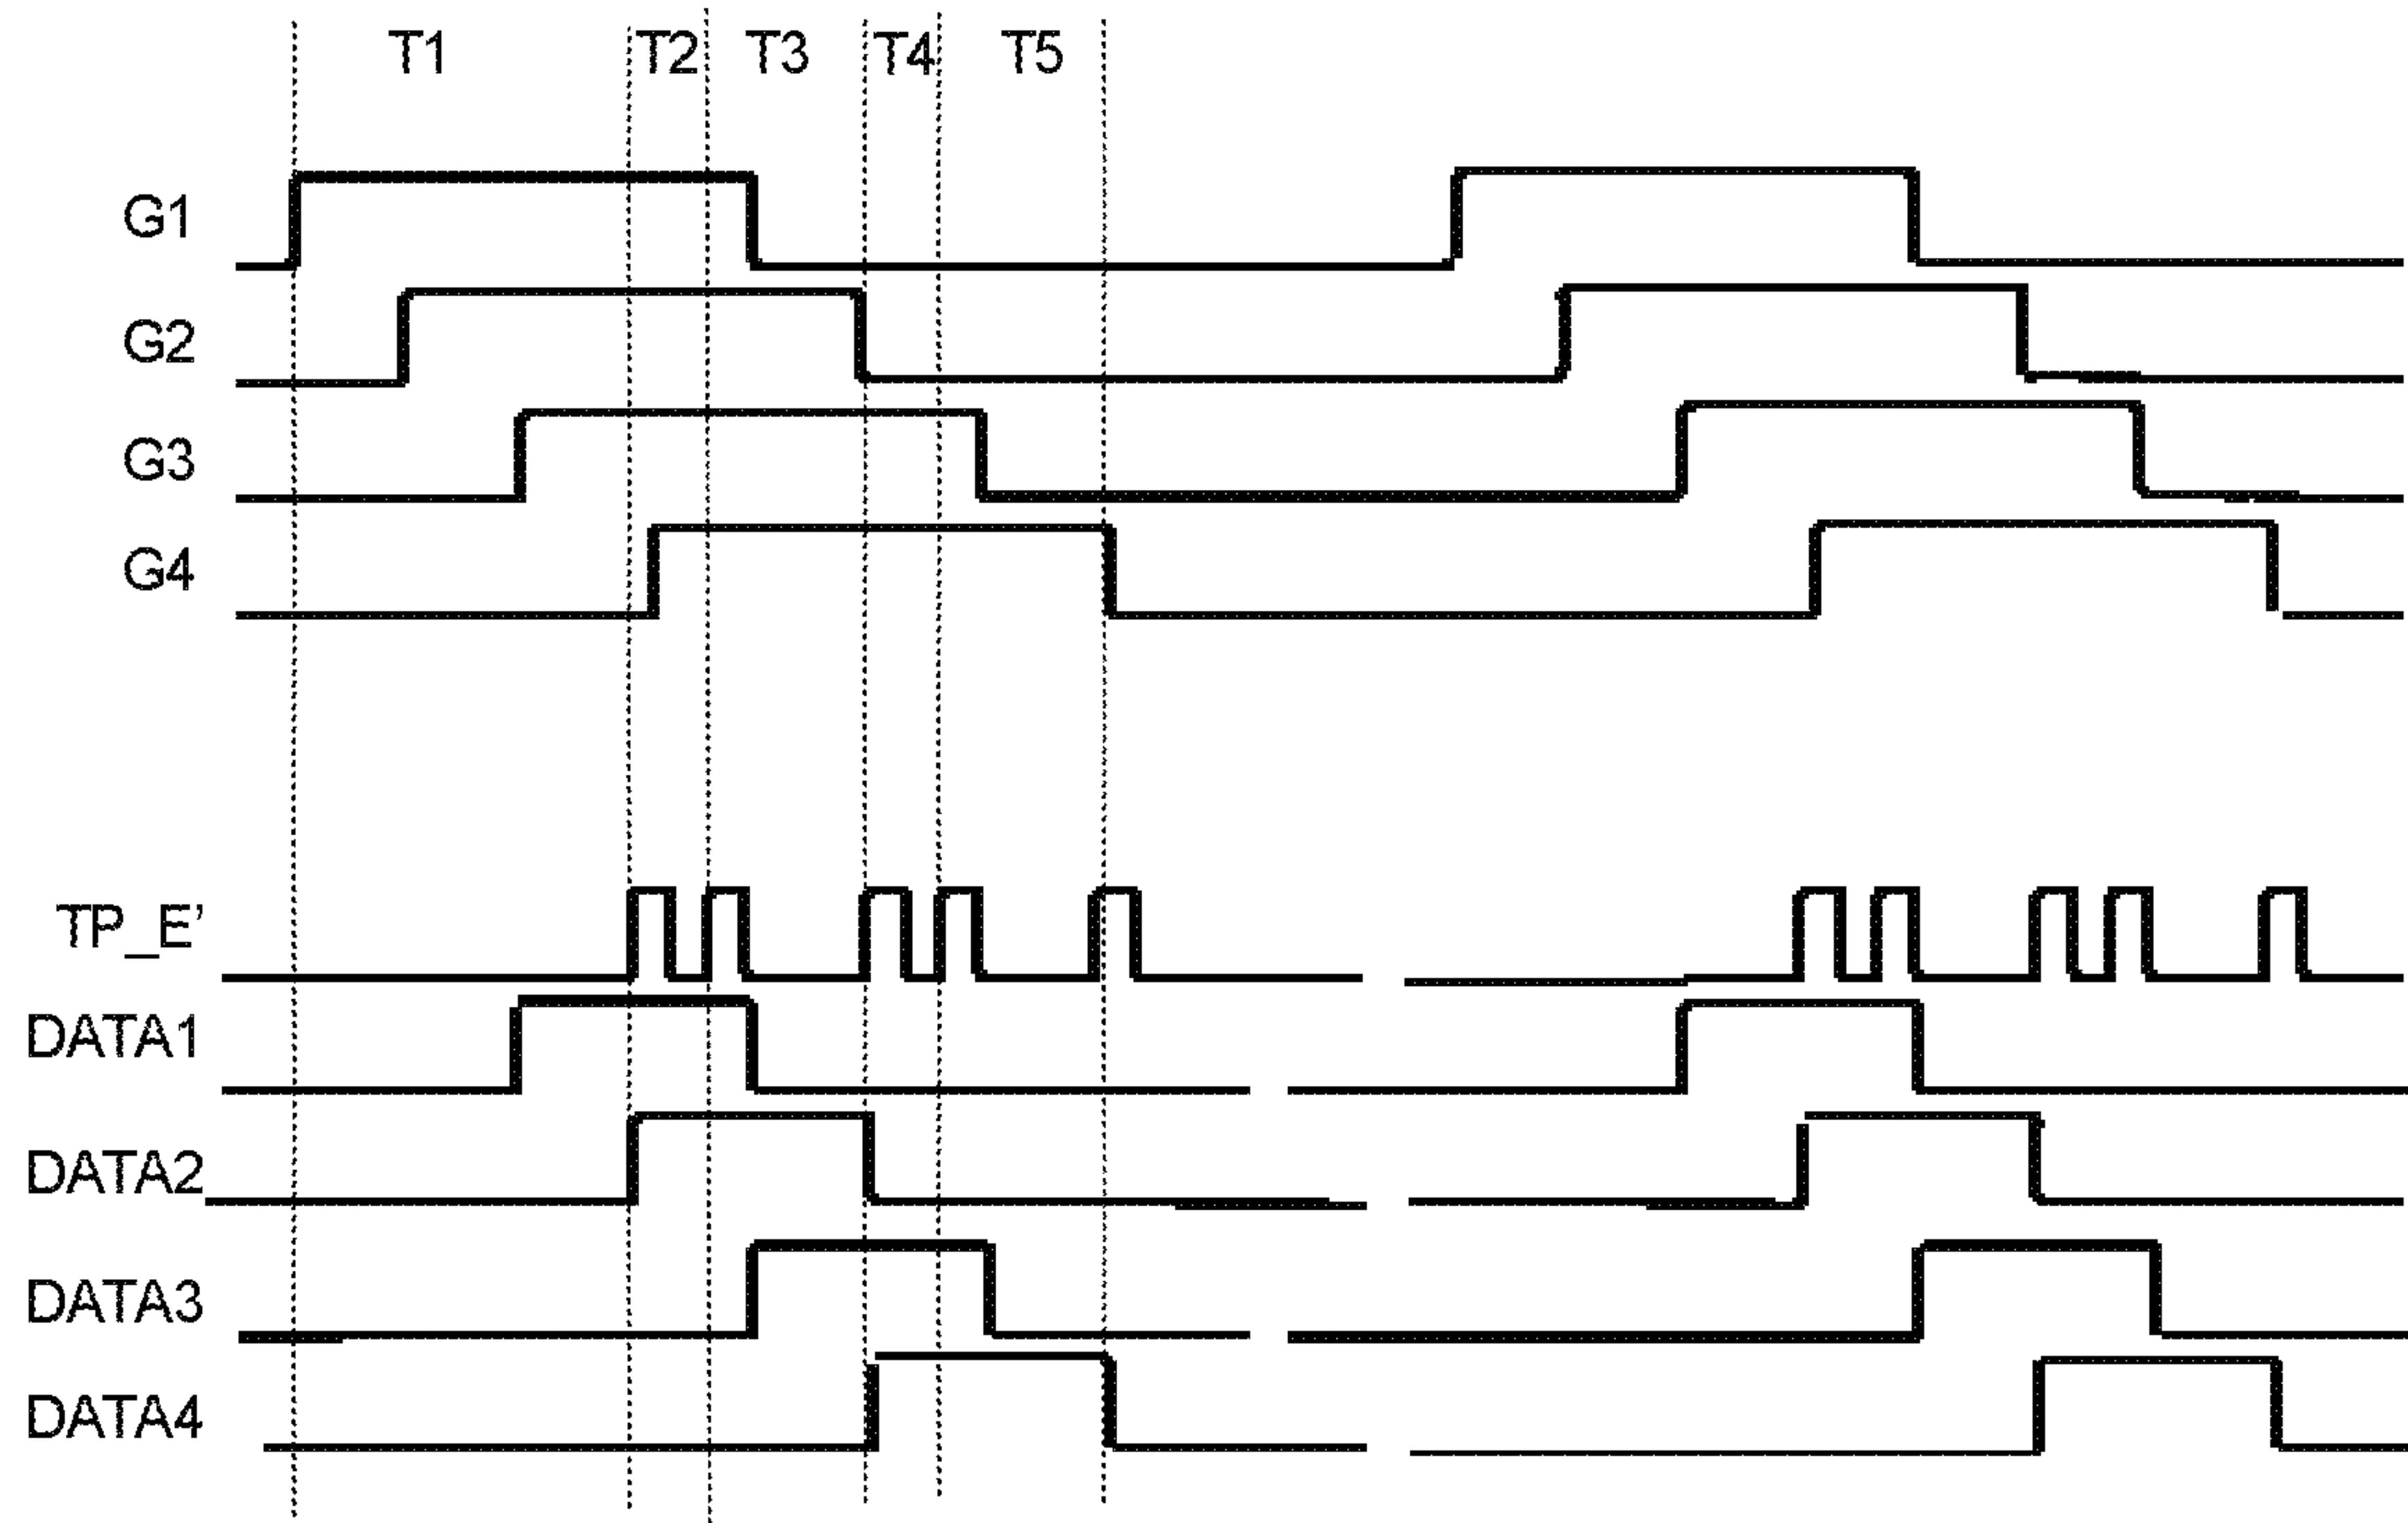 T1 T2 T3 T4 T5
G1
G2
G3
G4
TP_E'
DATA1
DATA2
DATA3
DATA4